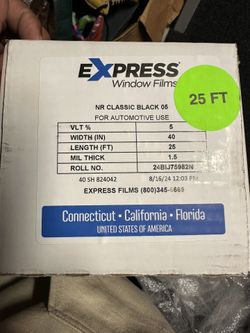 EXPRESS
Window Films
25 FT
NR CLASSIC BLACK 05
FOR AUTOMOTIVE USE
VLT % 5
WIDTH (IN) 40
LENGTH (FT) 25
MIL THICK 1.5
ROLL NO. 24BIJ75982N
40 SH 824042 8/16/24 12:03 PM
EXPRESS FILMS (800)345-6669
Connecticut • California • Florida
UNITED STATES OF AMERICA